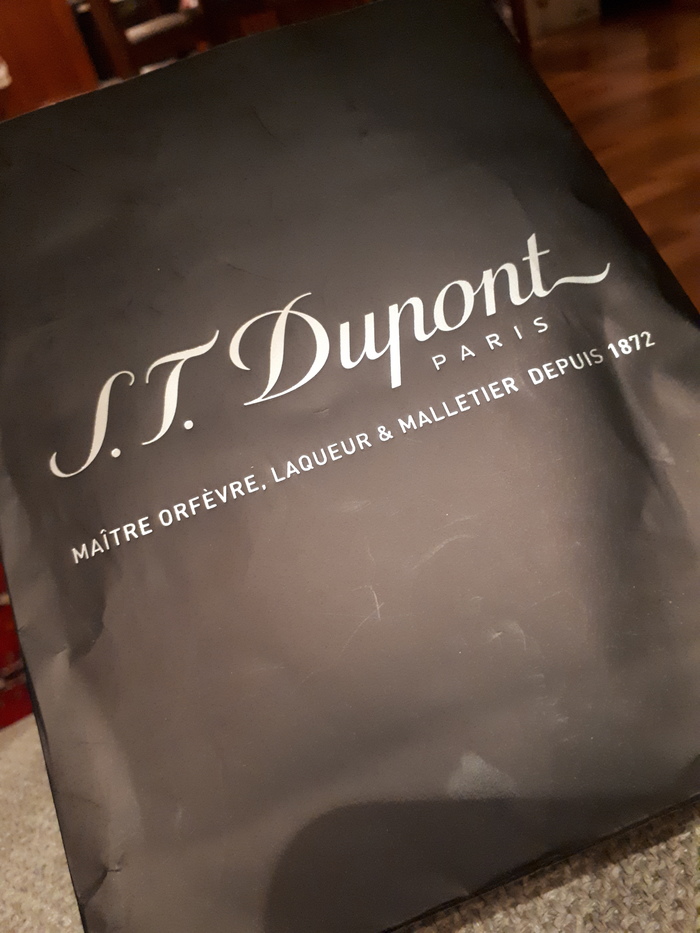 S.T. Dupont
PARIS
MAÎTRE ORFÈVRE, LAQUEUR & MALLETIER DEPUIS 1872